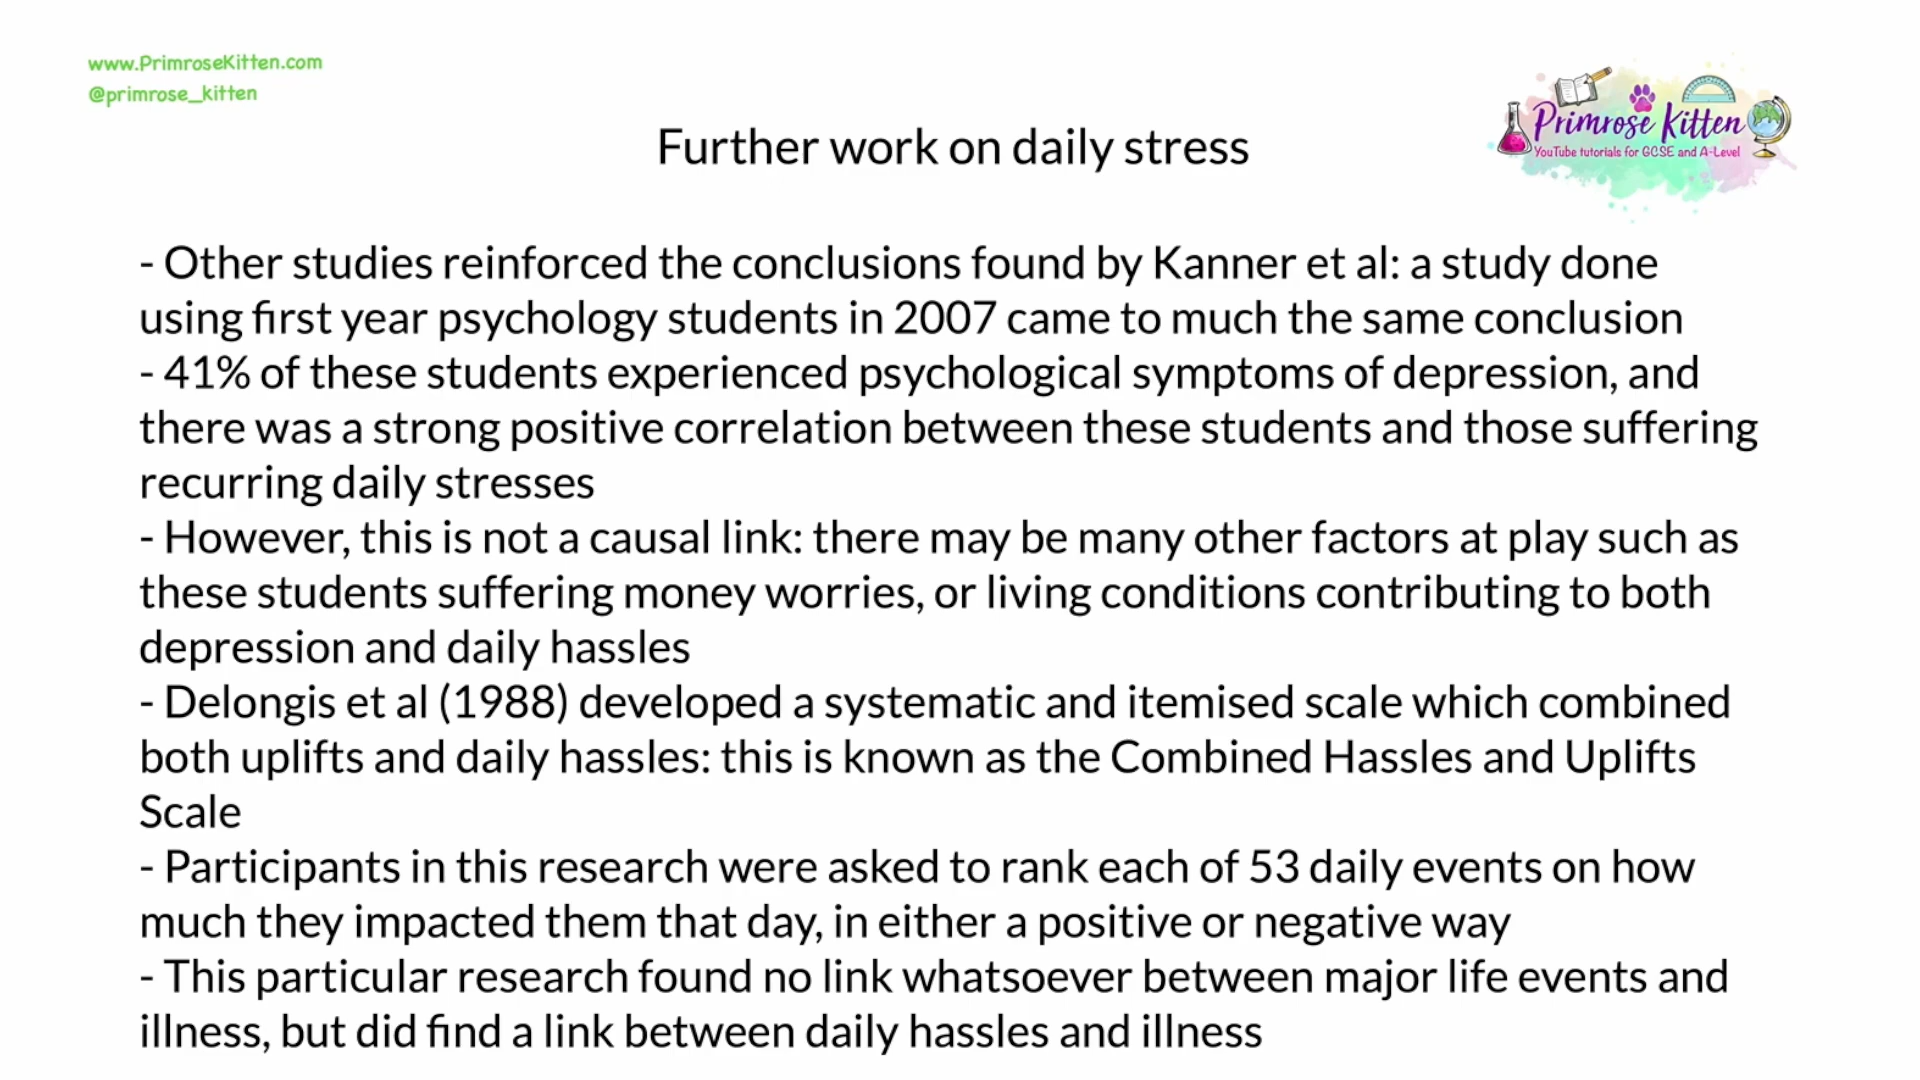 www.PrimroseKitten.com
@primrose_kitten
Primrose Kitten
YouTube tutorials for GCSE and A-Level
Further work on daily stress
- Other studies reinforced the conclusions found by Kanner et al: a study done
using first year psychology students in 2007 came to much the same conclusion
- 41% of these students experienced psychological symptoms of depression, and
there was a strong positive correlation between these students and those suffering
recurring daily stresses
- However, this is not a causal link: there may be many other factors at play such as
these students suffering money worries, or living conditions contributing to both
depression and daily hassles
- Delongis et al (1988) developed a systematic and itemised scale which combined
both uplifts and daily hassles: this is known as the Combined Hassles and Uplifts
Scale
- Participants in this research were asked to rank each of 53 daily events on how
much they impacted them that day, in either a positive or negative way
- This particular research found no link whatsoever between major life events and
illness, but did find a link between daily hassles and illness